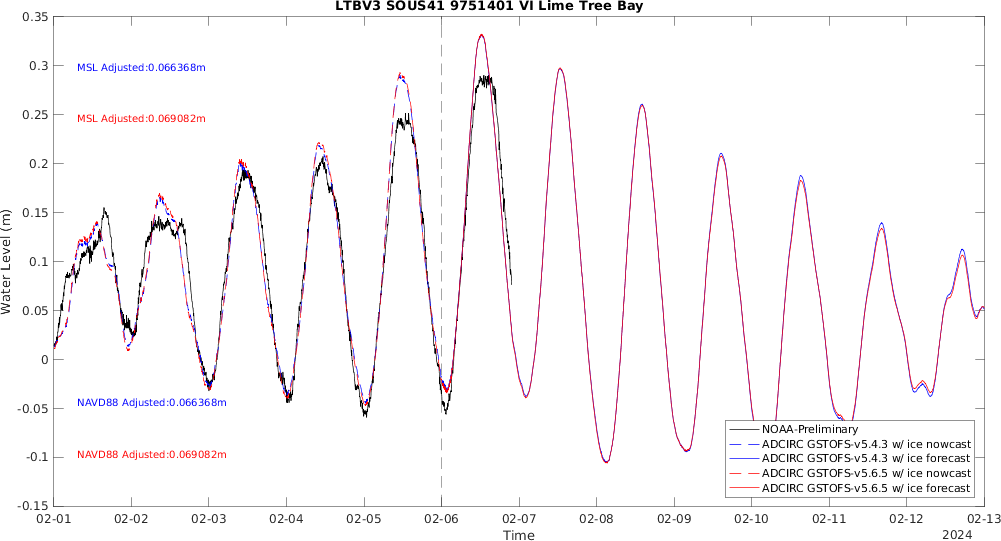 LTBV3 SOUS41 9751401 VI Lime Tree Bay
0.35
0.3
0.25
0.2
0.15
0.1
0.05
0
-0.05
-0.1
-0.15
Water Level (m)
MSL Adjusted:0.066368m
MSL Adjusted:0.069082m
NAVD88 Adjusted:0.066368m
NAVD88 Adjusted:0.069082m
NOAA-Preliminary
ADCIRC GSTOFS-v5.4.3 w/ ice nowcast
ADCIRC GSTOFS-v5.4.3 w/ ice forecast
ADCIRC GSTOFS-v5.6.5 w/ ice nowcast
ADCIRC GSTOFS-v5.6.5 w/ ice forecast
02-01 02-02 02-03 02-04 02-05 02-06 02-07 02-08 02-09 02-10 02-11 02-12 02-13
Time
2024